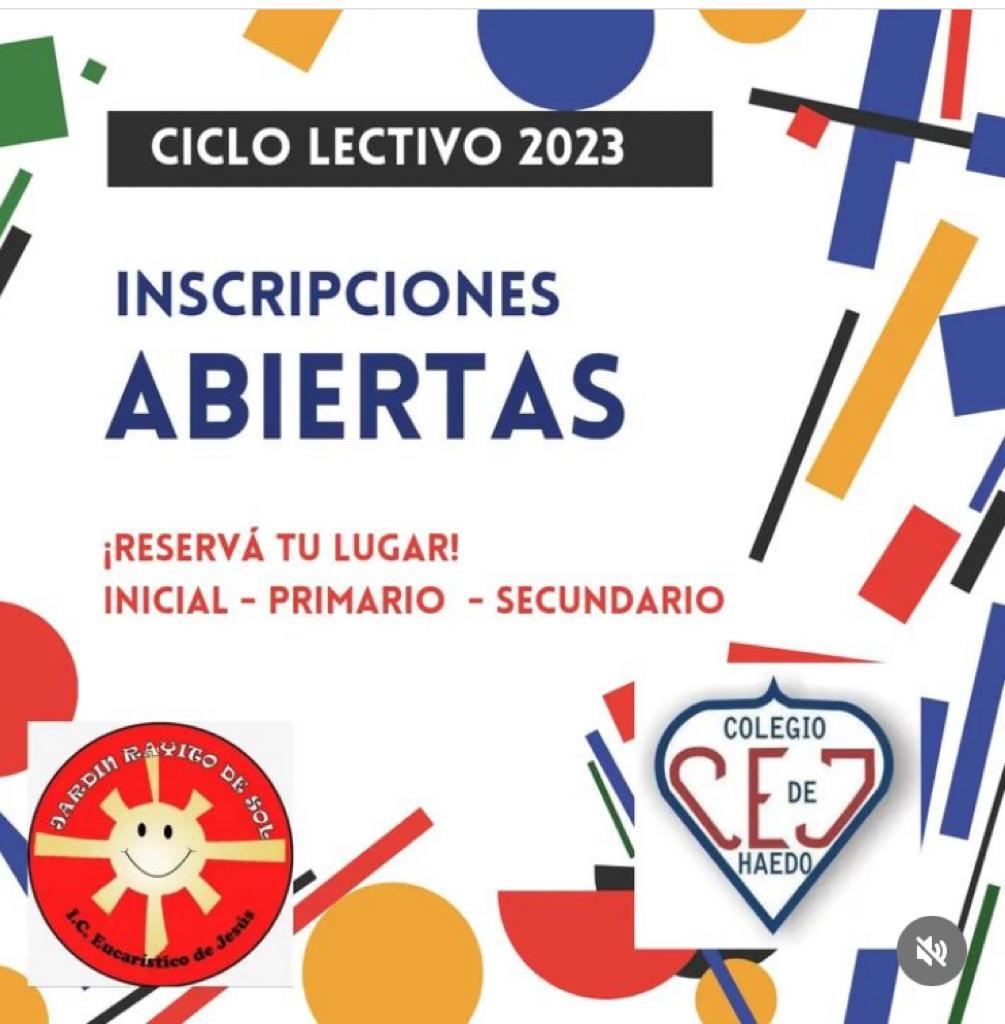 CICLO LECTIVO 2023
INSCRIPCIONES
ABIERTAS
¡RESERVÁ TU LUGAR!
INICIAL - PRIMARIO - SECUNDARIO
JARDIN RAYITO DE SOL
I.C. Eucarístico de Jesús
COLEGIO
CEJ
DE
HAEDO